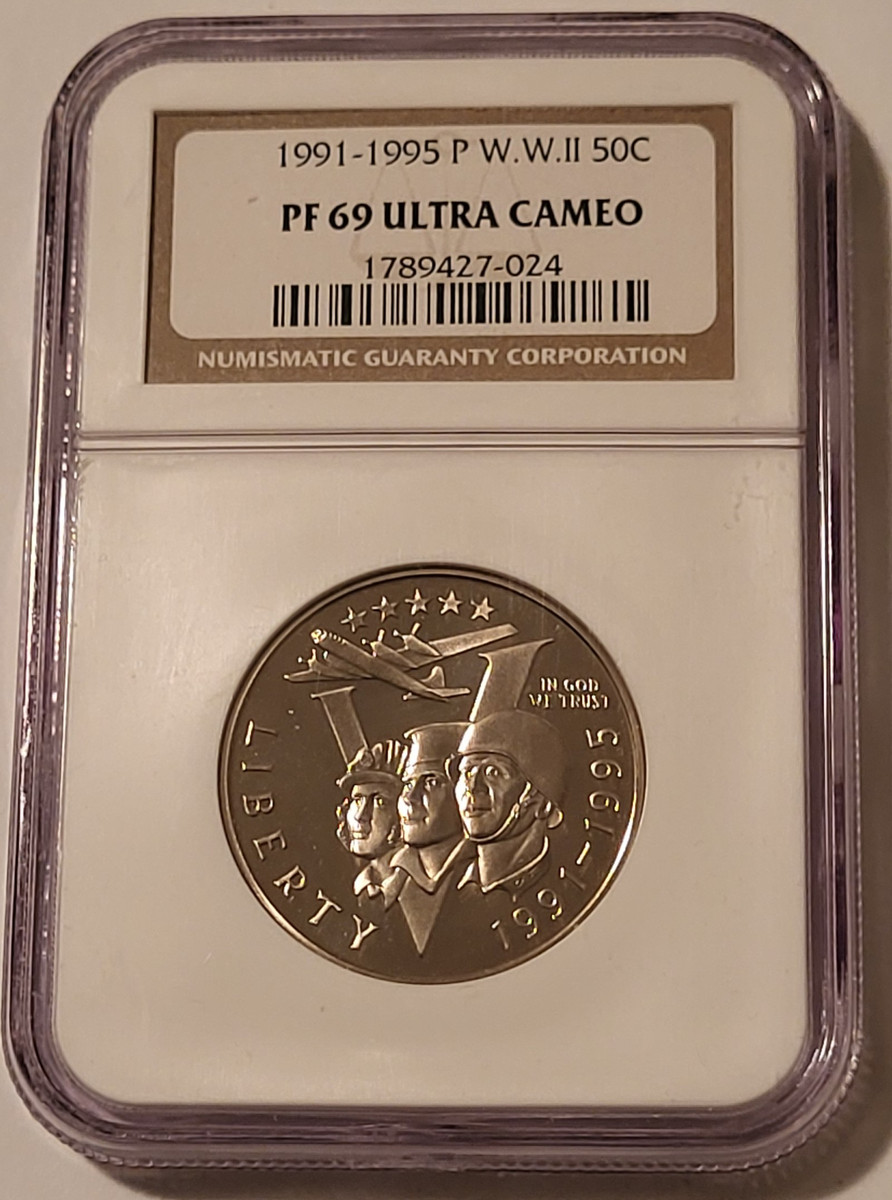 1991-1995 P W.W.II 50C
PF 69 ULTRA CAMEO
1789427-024
NUMISMATIC GUARANTY CORPORATION
IN GOD
WE TRUST
LIBERTY
1991-1995